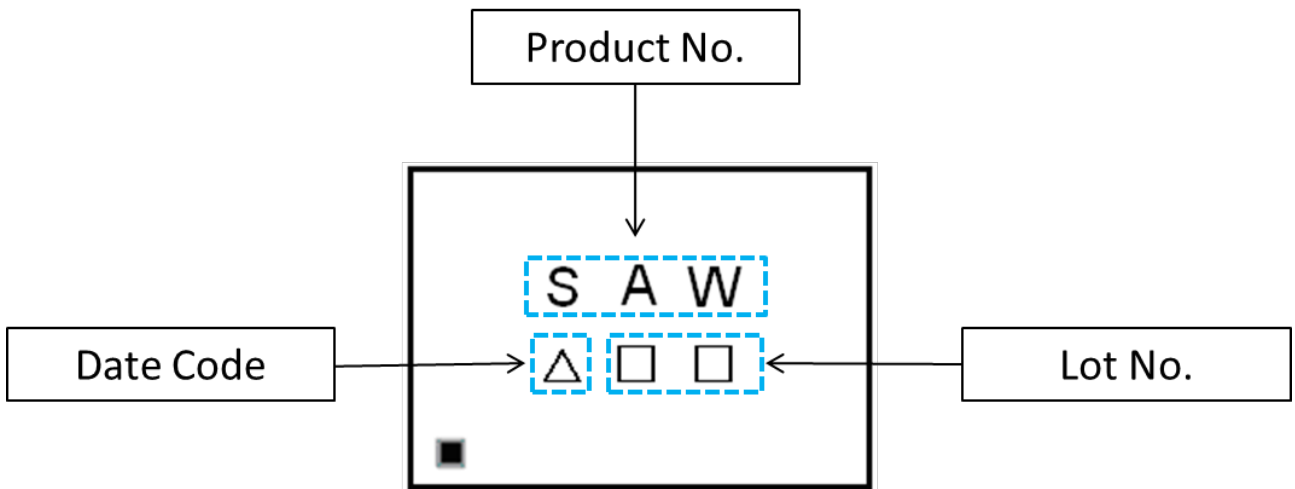 Product No.
S A W
Date Code
△ □ □
Lot No.